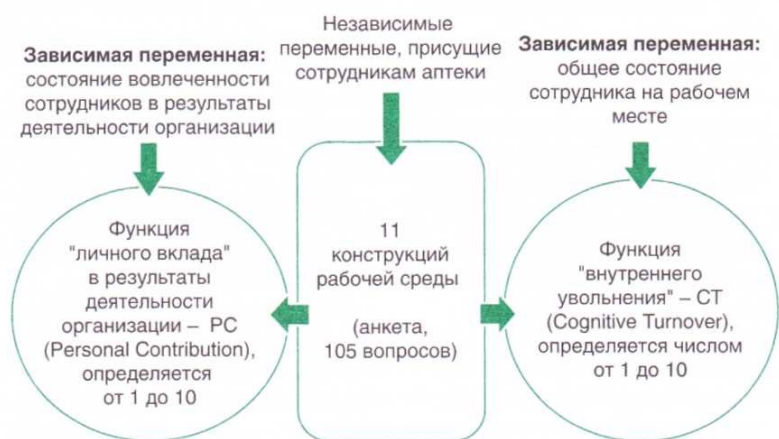 Зависимая переменная:
состояние вовлеченности
сотрудников в результаты
деятельности организации
Независимые
переменные, присущие
сотрудникам аптеки
Зависимая переменная:
общее состояние
сотрудника на рабочем
месте
Функция
"личного вклада"
в результаты
деятельности
организации – PC
(Personal Contribution),
определяется
от 1 до 10
11
конструкций
рабочей среды
(анкета,
105 вопросов)
Функция
"внутреннего
увольнения" – CT
(Cognitive Turnover),
определяется числом
от 1 до 10